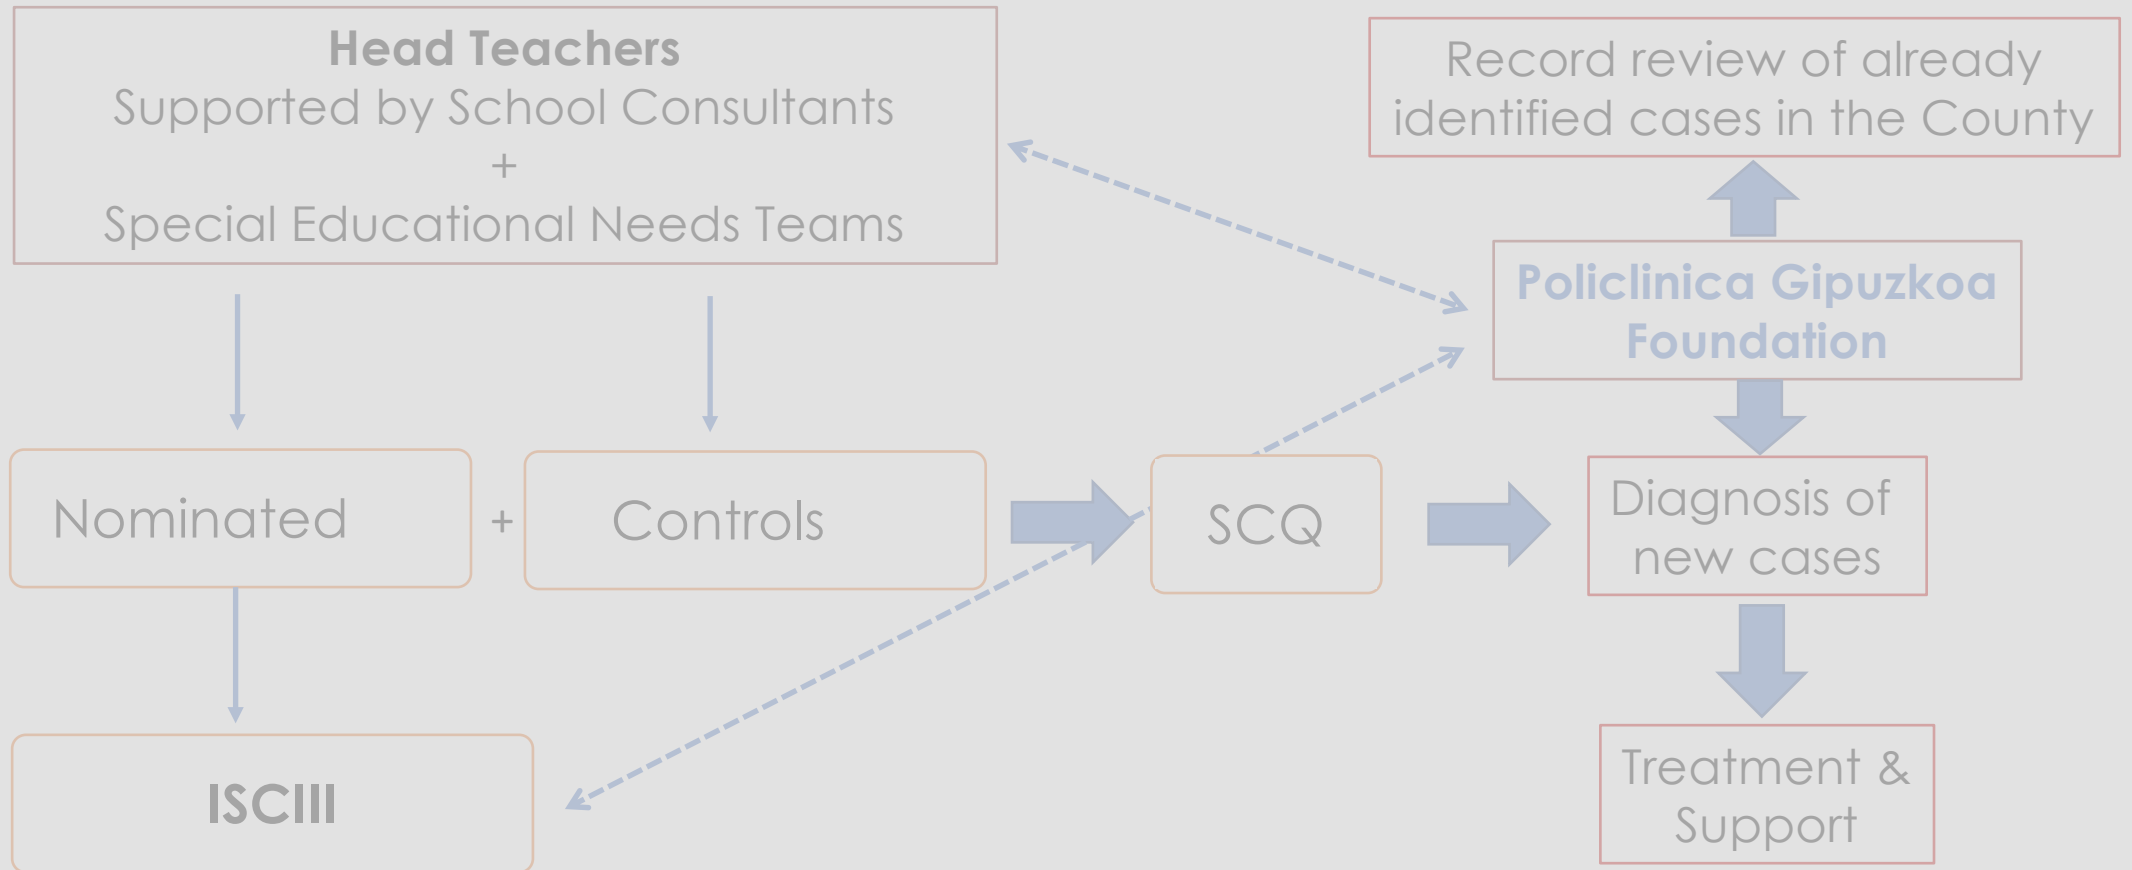 Head Teachers
Supported by School Consultants
+
Special Educational Needs Teams
Record review of already
identified cases in the County
Policlinica Gipuzkoa
Foundation
Nominated
+
Controls
SCQ
Diagnosis of
new cases
ISCIII
Treatment &
Support